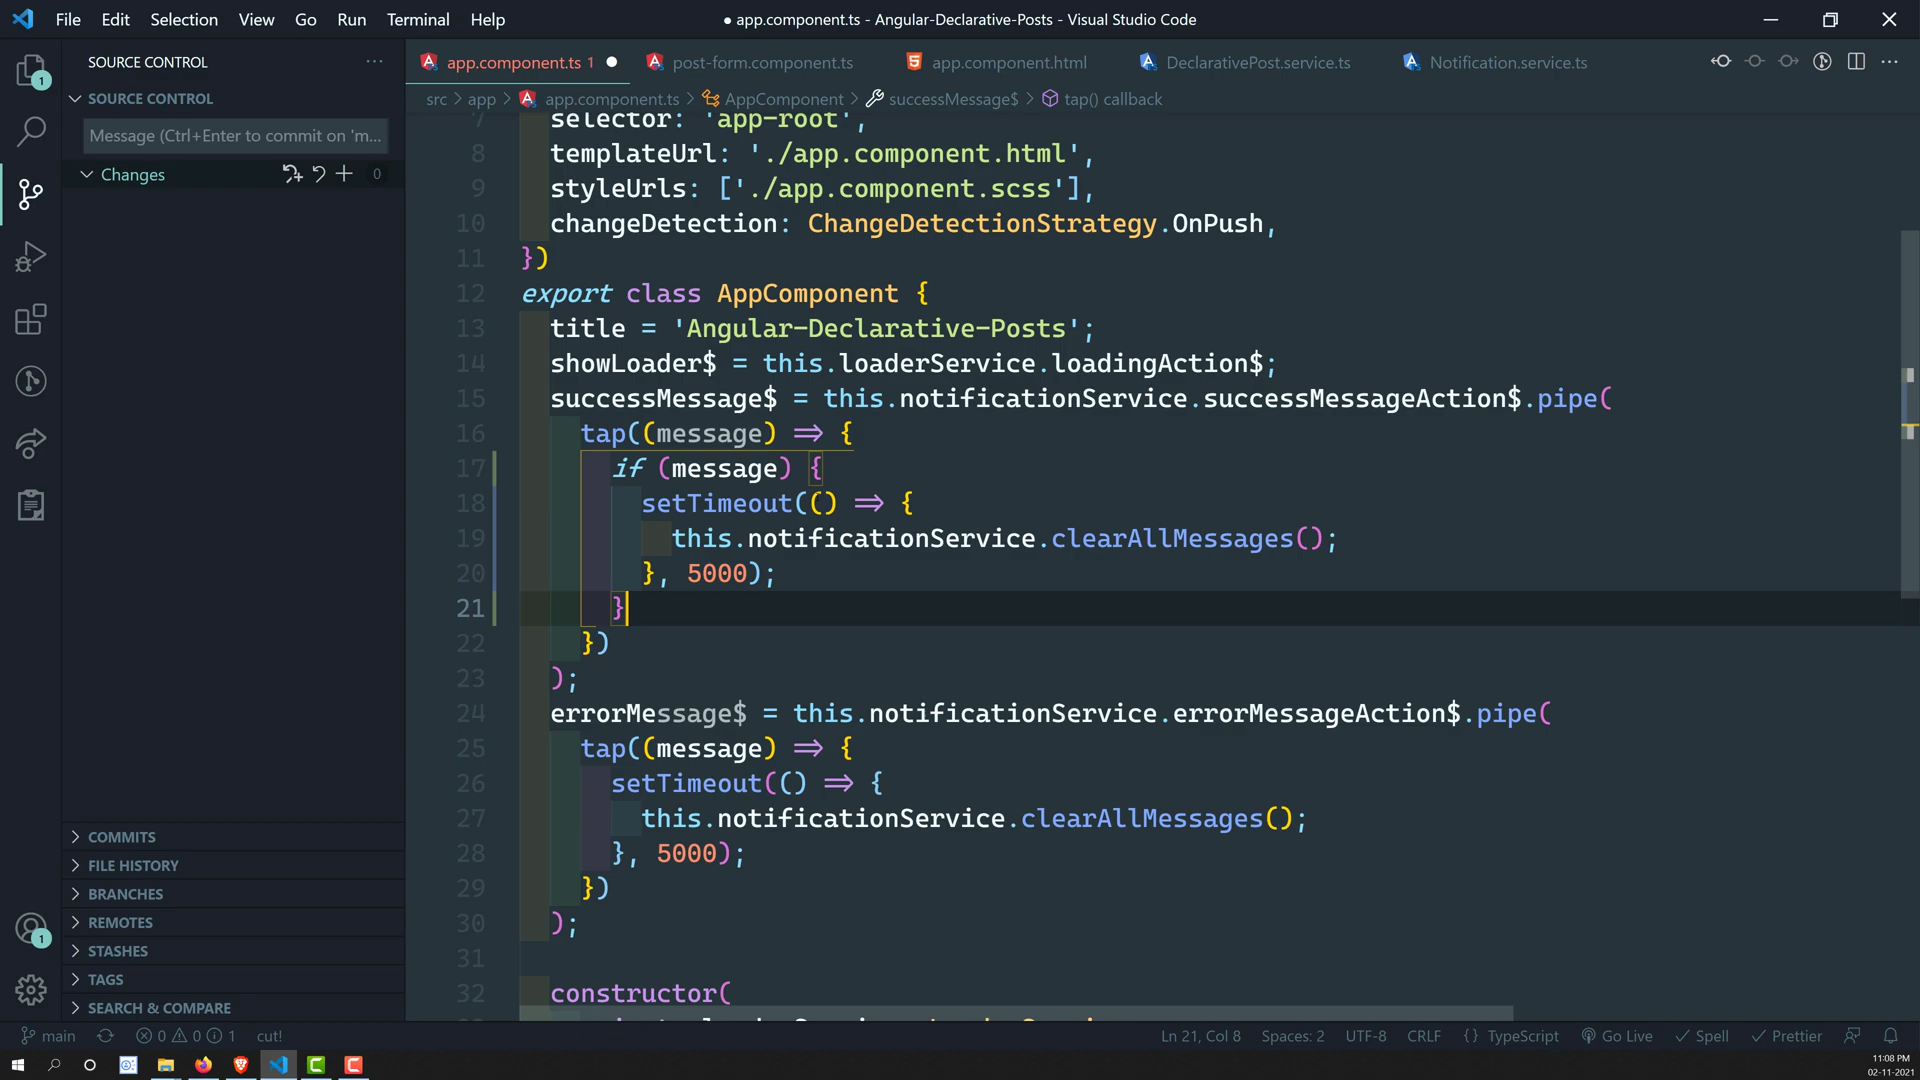 File Edit Selection View Go Run Terminal Help
● app.component.ts - Angular-Declarative-Posts - Visual Studio Code
SOURCE CONTROL
app.component.ts 1
post-form.component.ts
app.component.html
DeclarativePost.service.ts
Notification.service.ts
1
SOURCE CONTROL
src > app > app.component.ts > AppComponent > successMessage$ > tap() callback
Message (Ctrl+Enter to commit on 'm...
Changes 0
7 selector: 'app-root',
8 templateUrl: './app.component.html',
9 styleUrls: ['./app.component.scss'],
10 changeDetection: ChangeDetectionStrategy.OnPush,
11 })
12 export class AppComponent {
13 title = 'Angular-Declarative-Posts';
14 showLoader$ = this.loaderService.loadingAction$;
15 successMessage$ = this.notificationService.successMessageAction$.pipe(
16 tap((message) => {
17 if (message) {
18 setTimeout(() => {
19 this.notificationService.clearAllMessages();
20 }, 5000);
21 }
22 })
23 );
24 errorMessage$ = this.notificationService.errorMessageAction$.pipe(
25 tap((message) => {
26 setTimeout(() => {
27 this.notificationService.clearAllMessages();
28 }, 5000);
29 })
30 );
31
32 constructor(
COMMITS
FILE HISTORY
BRANCHES
REMOTES
STASHES
TAGS
SEARCH & COMPARE
1
main 0 0 1 cut!
Ln 21, Col 8 Spaces: 2 UTF-8 CRLF {} TypeScript Go Live Spell Prettier
11:08 PM
02-11-2021